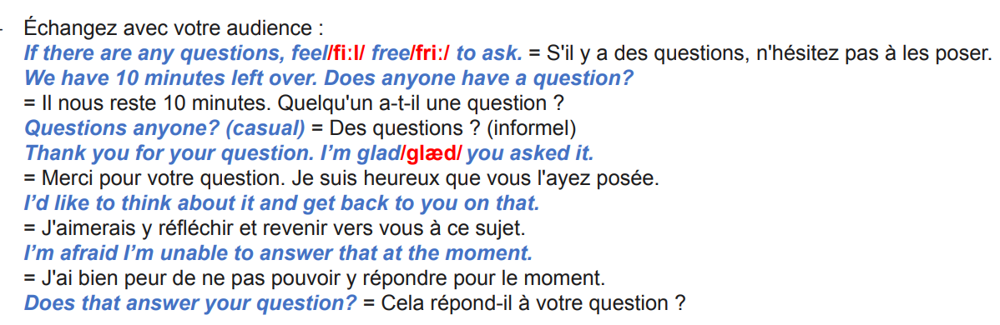 - Échangez avec votre audience :
If there are any questions, feel/fi:l/ free/fri:/ to ask. = S'il y a des questions, n'hésitez pas à les poser.
We have 10 minutes left over. Does anyone have a question?
= Il nous reste 10 minutes. Quelqu'un a-t-il une question ?
Questions anyone? (casual) = Des questions ? (informel)
Thank you for your question. I’m glad/glæd/ you asked it.
= Merci pour votre question. Je suis heureux que vous l'ayez posée.
I’d like to think about it and get back to you on that.
= J'aimerais y réfléchir et revenir vers vous à ce sujet.
I’m afraid I’m unable to answer that at the moment.
= J'ai bien peur de ne pas pouvoir y répondre pour le moment.
Does that answer your question? = Cela répond-il à votre question ?